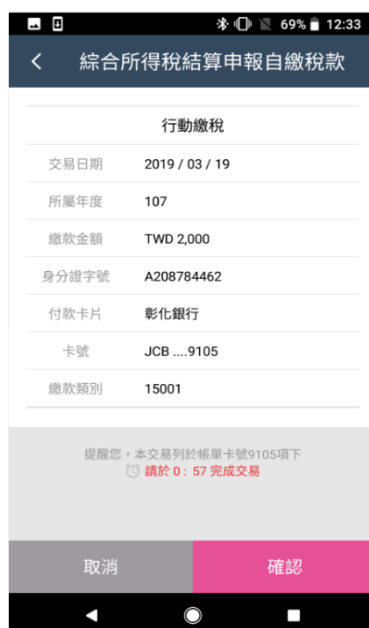 69% 12:33
綜合所得稅結算申報自繳稅款
行動繳稅
交易日期 2019 / 03 / 19
所屬年度 107
繳款金額 TWD 2,000
身分證字號 A208784462
付款卡片 彰化銀行
卡號 JCB ....9105
繳款類別 15001
提醒您，本交易列於帳單卡號9105項下
請於 0 : 57 完成交易
取消 確認